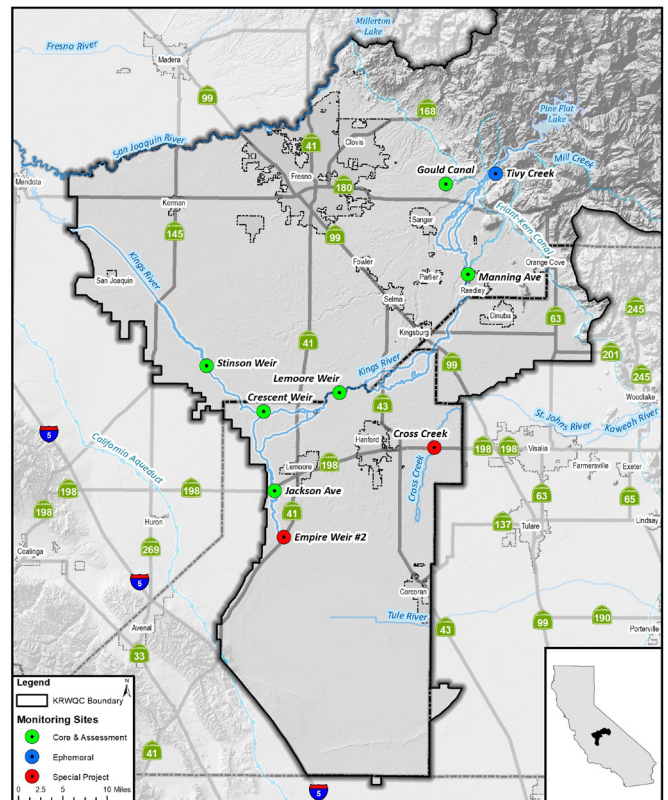 Millerton
Lake
Fresno River
Madera
99
168
Pine Flat
Lake
San Joaquin River
41
Clovis
Mill Creek
Gould Canal
Tivy Creek
Mendota
Fresno
180
Kerman
Sanger
Friant-Kern Canal
145
99
Kings River
Fowler
Orange Cove
San Joaquin
Parlier
Manning Ave
Reedley
Selma
245
Dinuba
63
Kingsburg
41
Stinson Weir
Kings River
99
201
Lemoore Weir
245
Crescent Weir
43
Woodlake
St. Johns River
Kaweah River
5
Hanford
Cross Creek
198
198
Visalia
California Aqueduct
Lemoore
198
Farmersville
Exeter
198
198
Jackson Ave
Cross Creek
63
65
198
41
Huron
137
Tulare
Lindsay
Coalinga
269
Empire Weir #2
5
Corcoran
Tule River
Avenal
43
99
190
Porterville
33
41
5
Legend
N
KRWQC Boundary
Monitoring Sites
Core & Assessment
Ephemeral
Special Project
0 2.5 5 10 Miles